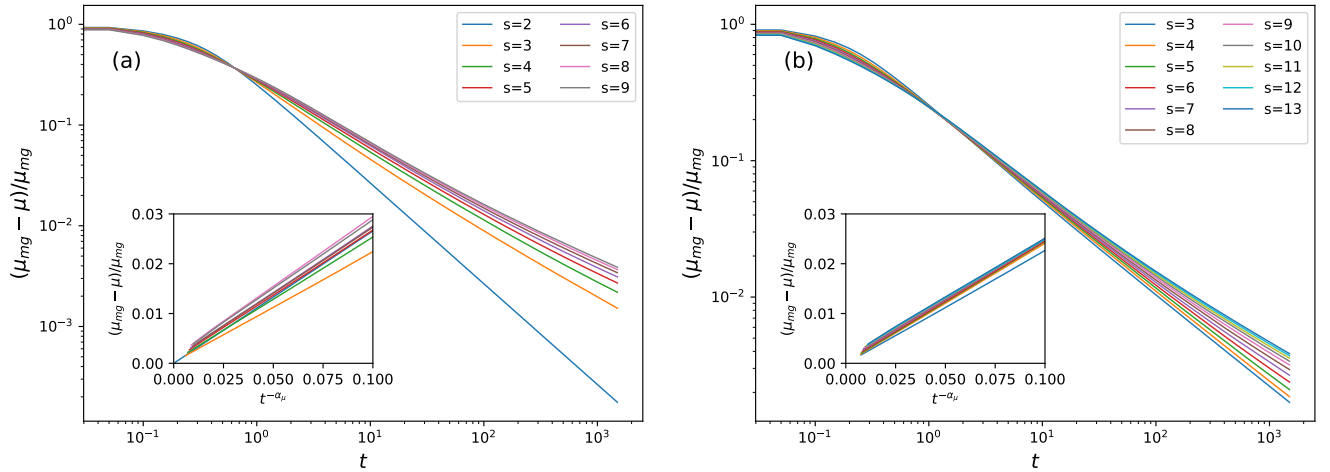 (a)
(μ_mg − μ)/μ_mg
10^0
10^−1
10^−2
10^−3
s=2
s=3
s=4
s=5
s=6
s=7
s=8
s=9
(μ_mg − μ)/μ_mg
0.03
0.02
0.01
0.00
0.000 0.025 0.050 0.075 0.100
t^−α_μ
10^−1 10^0 10^1 10^2 10^3
t
(b)
(μ_mg − μ)/μ_mg
10^0
10^−1
10^−2
s=3
s=4
s=5
s=6
s=7
s=8
s=9
s=10
s=11
s=12
s=13
(μ_mg − μ)/μ_mg
0.03
0.02
0.01
0.00
0.000 0.025 0.050 0.075 0.100
t^−α_μ
10^−1 10^0 10^1 10^2 10^3
t